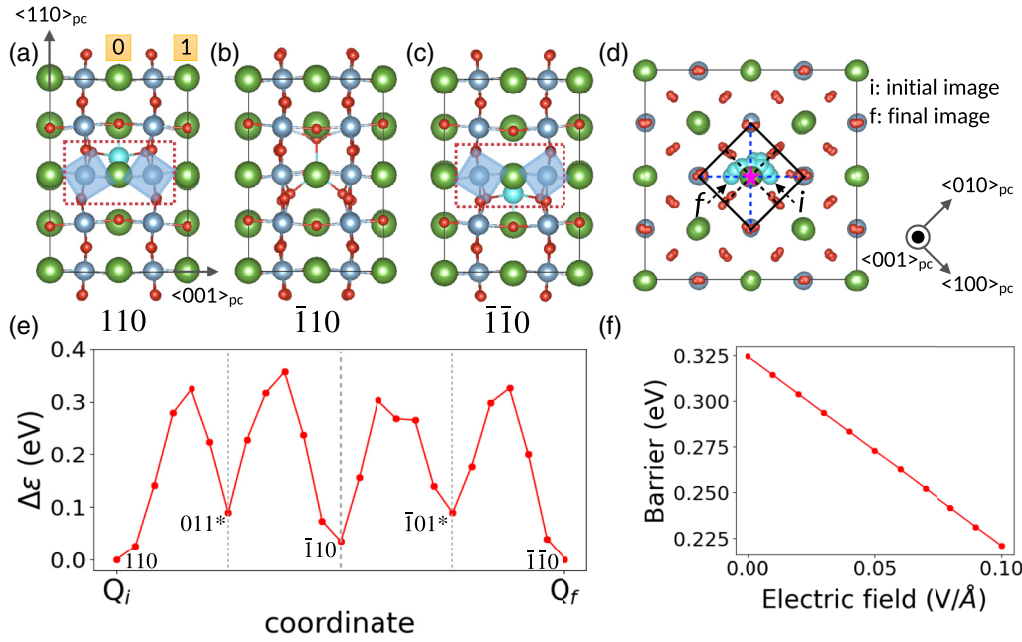 <110>pc
(a)
0
1
(b)
(c)
(d)
i: initial image
f: final image
f
i
<010>pc
<001>pc
<100>pc
<001>pc
110
1̅10
1̅1̅0
(e)
Δε (eV)
0.4
0.3
0.2
0.1
0.0
110
011*
1̅10
1̅01*
1̅1̅0
Qi
Qf
coordinate
(f)
Barrier (eV)
0.325
0.300
0.275
0.250
0.225
0.00
0.05
0.10
Electric field (V/Å)